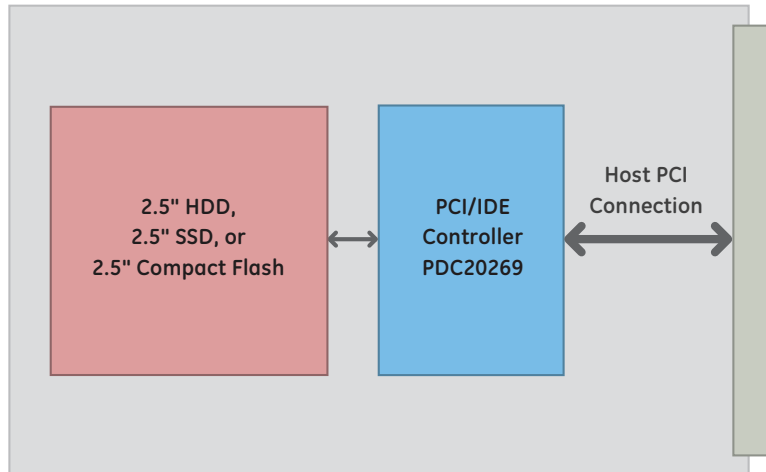 2.5" HDD,
2.5" SSD, or
2.5" Compact Flash
PCI/IDE
Controller
PDC20269
Host PCI
Connection